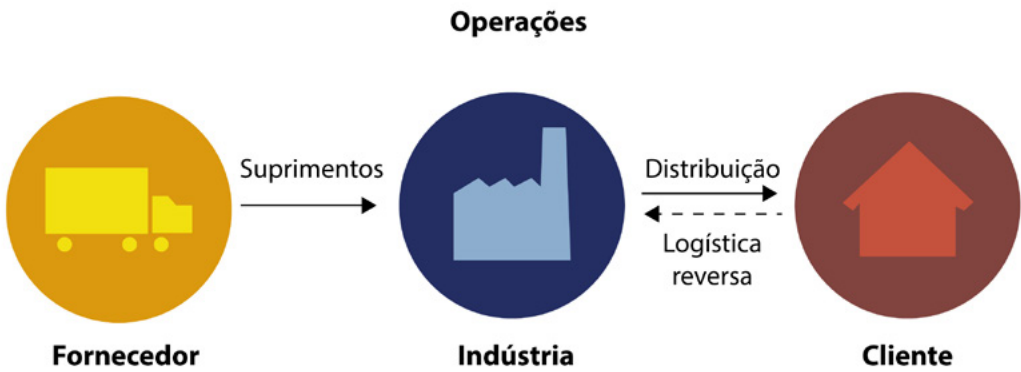 Operações
Suprimentos
Distribuição
Logística
reversa
Fornecedor
Indústria
Cliente